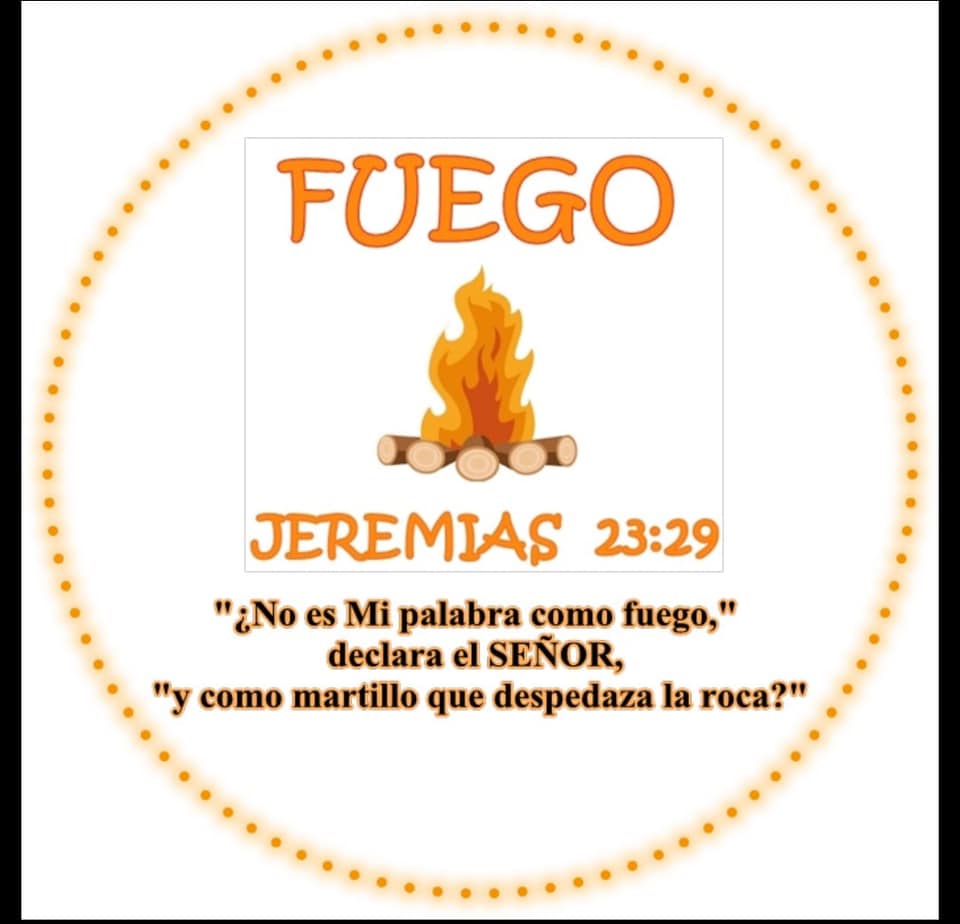 FUEGO
JEREMIAS 23:29
"¿No es Mi palabra como fuego,"
declara el SEÑOR,
"y como martillo que despedaza la roca?"